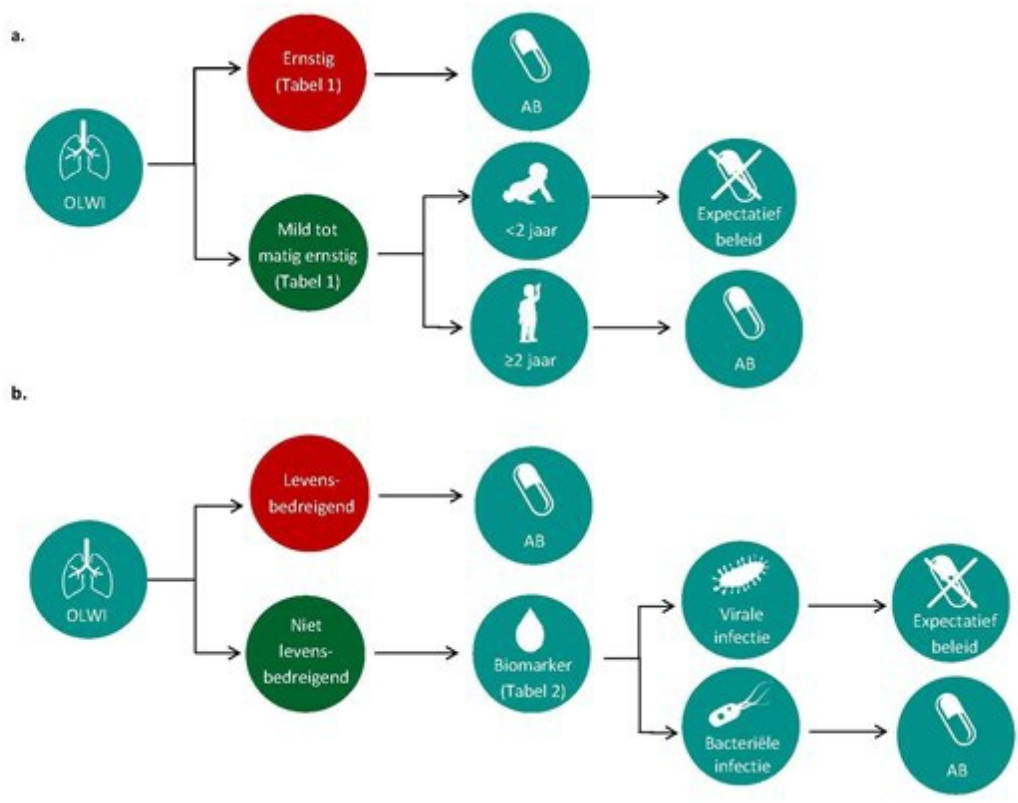 a.
OLWI
Ernstig
(Tabel 1)
AB
Mild tot
matig ernstig
(Tabel 1)
<2 jaar
Expectatief
beleid
≥2 jaar
AB
b.
OLWI
Levens-
bedreigend
AB
Niet
levens-
bedreigend
Biomarker
(Tabel 2)
Virale
infectie
Expectatief
beleid
Bacteriële
infectie
AB